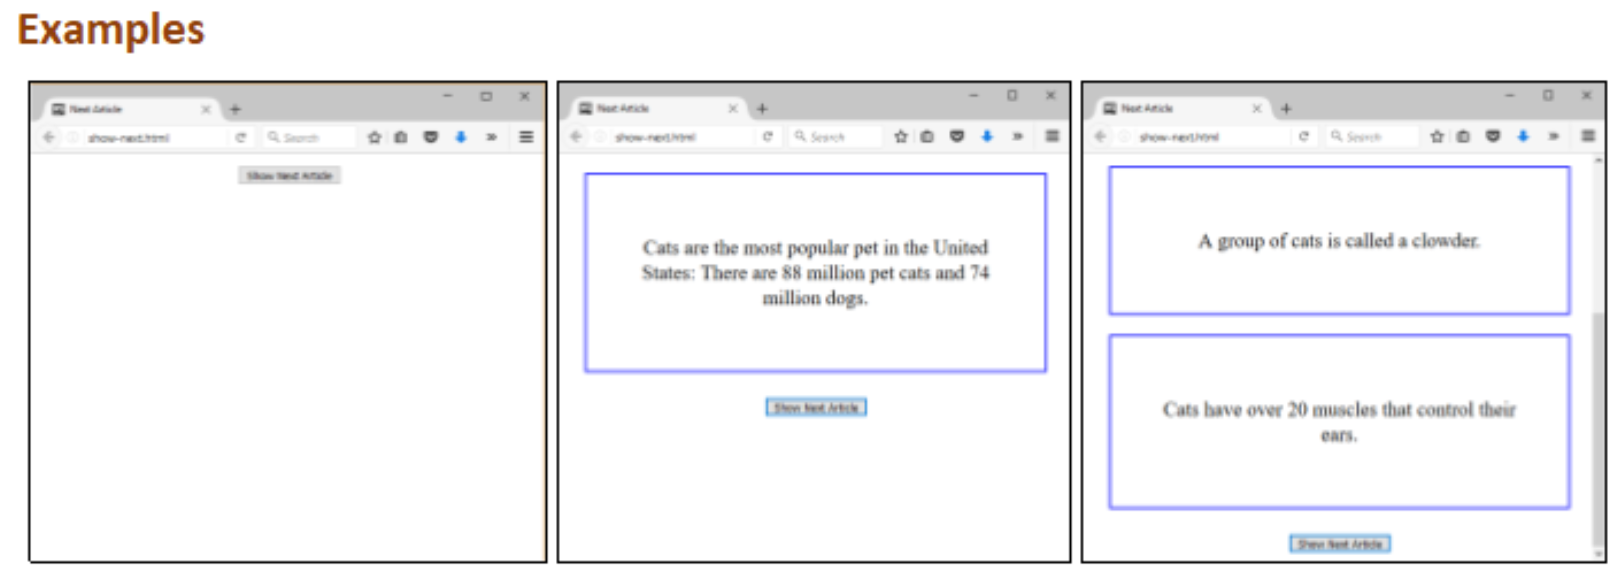 Examples
Next Article
show-next.html
Search
Show Next Article
Next Article
show-next.html
Search
Cats are the most popular pet in the United
States: There are 88 million pet cats and 74
million dogs.
Show Next Article
Next Article
show-next.html
Search
A group of cats is called a clowder.
Cats have over 20 muscles that control their
ears.
Show Next Article